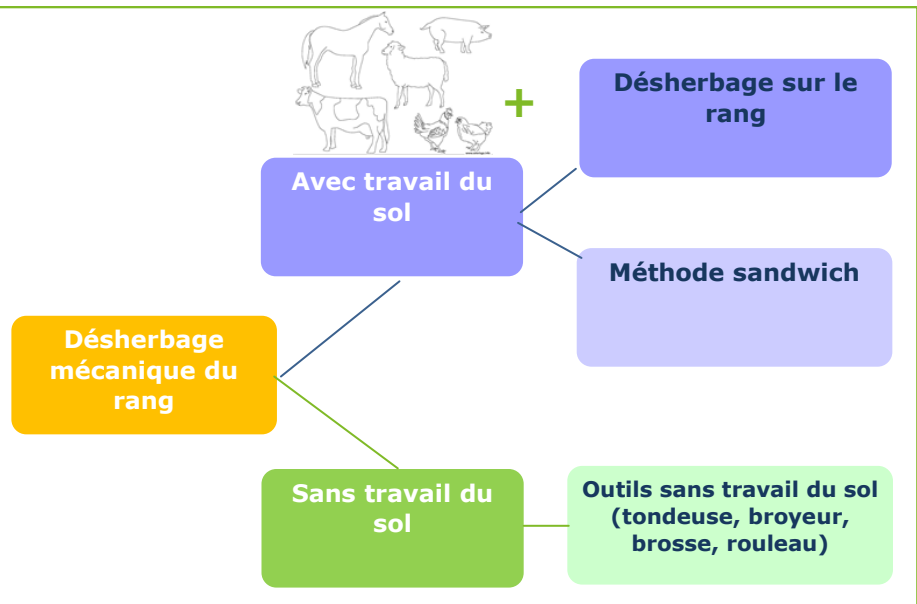 +
Désherbage sur le
rang
Avec travail du
sol
Méthode sandwich
Désherbage
mécanique du
rang
Sans travail du
sol
Outils sans travail du sol
(tondeuse, broyeur,
brosse, rouleau)